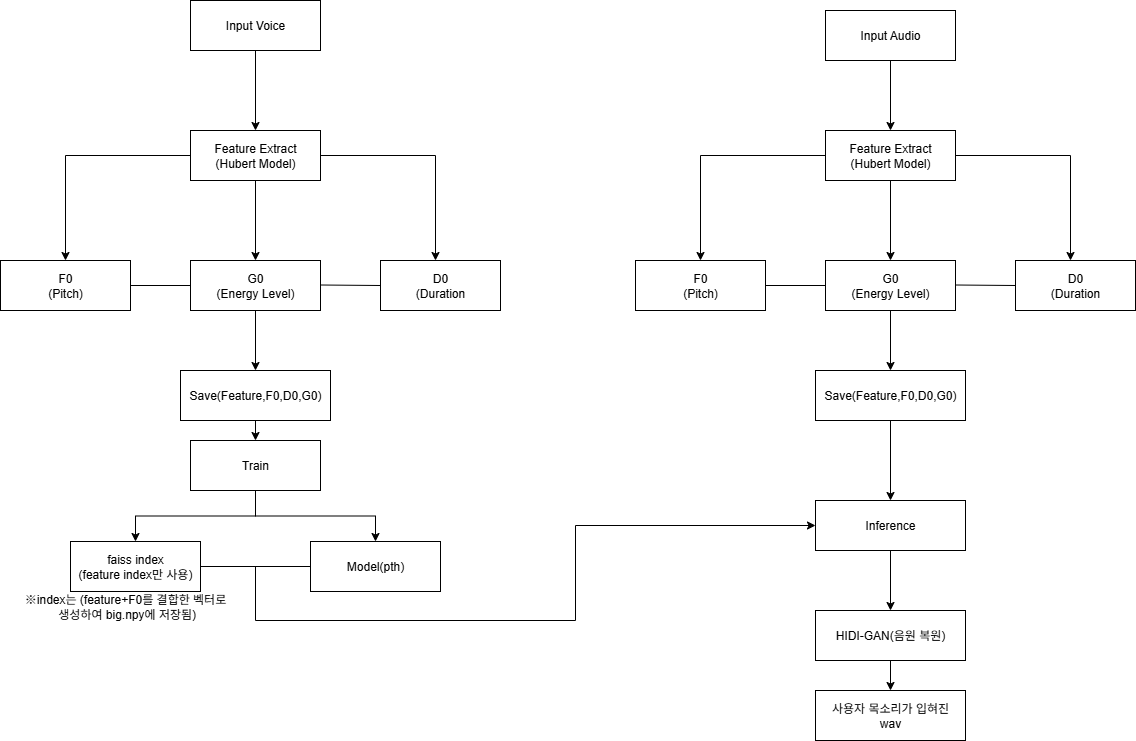 Input Voice
Input Audio
Feature Extract
(Hubert Model)
Feature Extract
(Hubert Model)
F0
(Pitch)
G0
(Energy Level)
D0
(Duration
F0
(Pitch)
G0
(Energy Level)
D0
(Duration
Save(Feature,F0,D0,G0)
Save(Feature,F0,D0,G0)
Train
faiss index
(feature index만 사용)
Model(pth)
※index는 (feature+F0를 결합한 벡터로
생성하여 big.npy에 저장됨)
Inference
HIDI-GAN(음원 복원)
사용자 목소리가 입혀진
wav